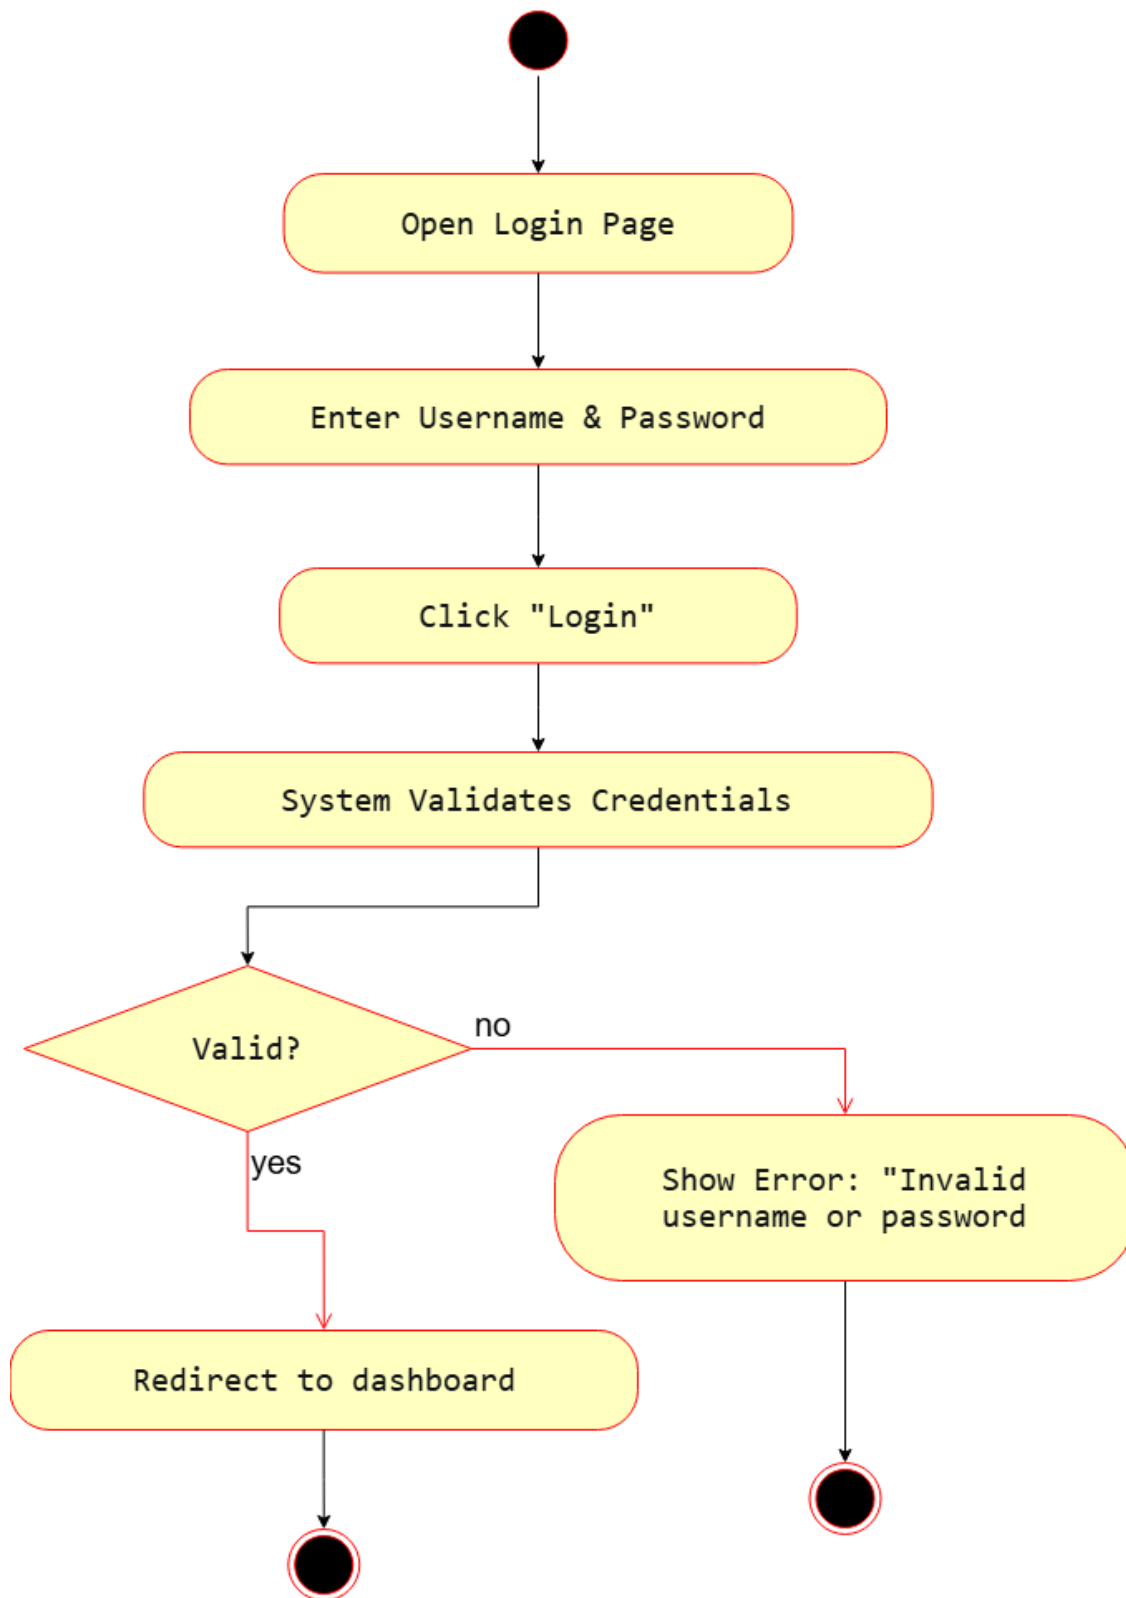 Open Login Page
Enter Username & Password
Click "Login"
System Validates Credentials
Valid?
no
yes
Show Error: "Invalid
username or password
Redirect to dashboard